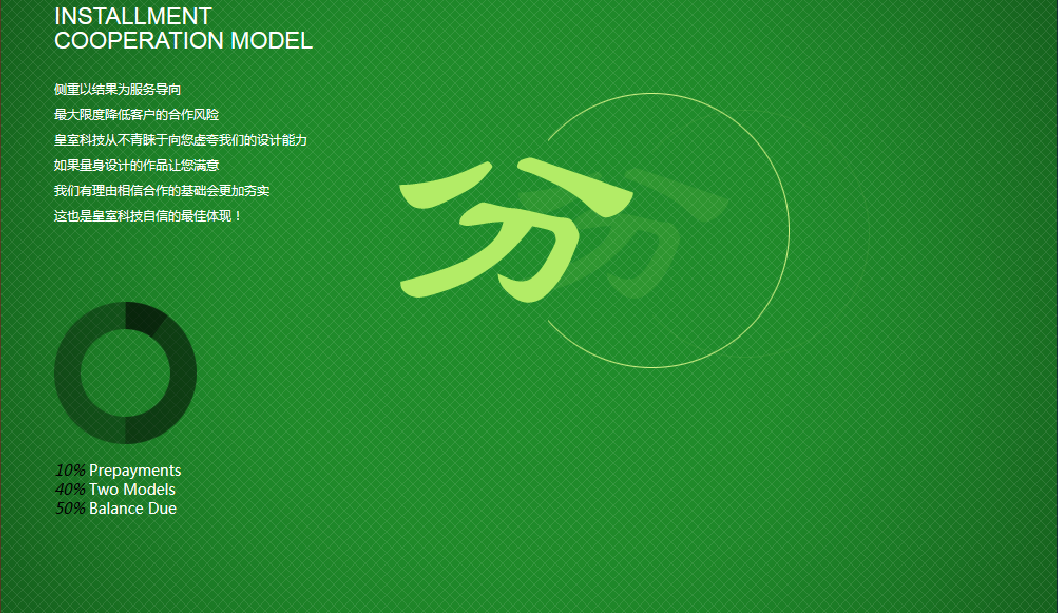 INSTALLMENT
COOPERATION MODEL
侧重以结果为服务导向
最大限度降低客户的合作风险
皇室科技从不青睐于向您虚夸我们的设计能力
如果量身设计的作品让您满意
我们有理由相信合作的基础会更加夯实
这也是皇室科技自信的最佳体现！
分
10% Prepayments
40% Two Models
50% Balance Due